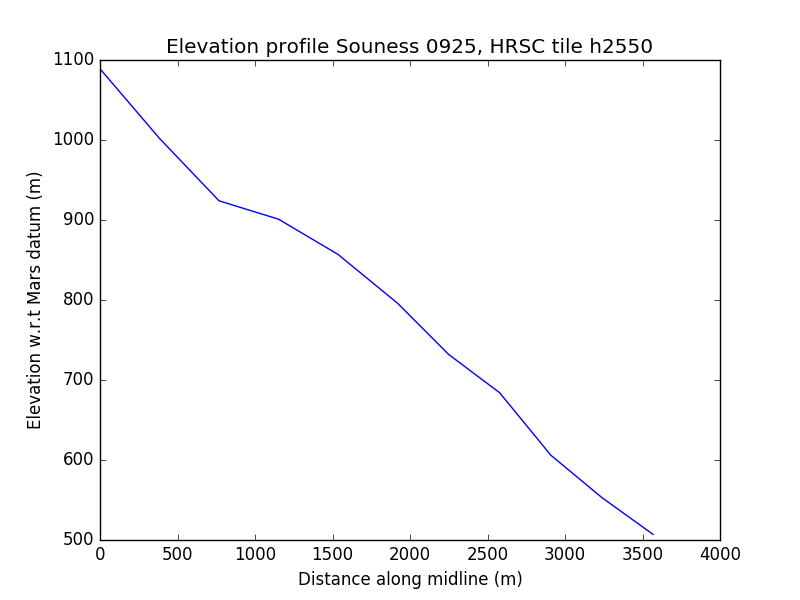 Elevation profile Souness 0925, HRSC tile h2550
1100
1000
900
800
700
600
500
Elevation w.r.t Mars datum (m)
0 500 1000 1500 2000 2500 3000 3500 4000
Distance along midline (m)